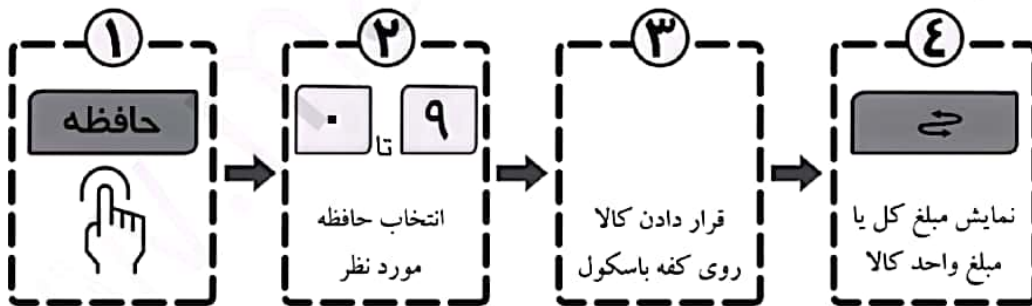 ۱
حافظه
۲
۰ تا ۹
انتخاب حافظه
مورد نظر
۳
قرار دادن کالا
روی کفه باسکول
٤
نمایش مبلغ کل یا
مبلغ واحد کالا